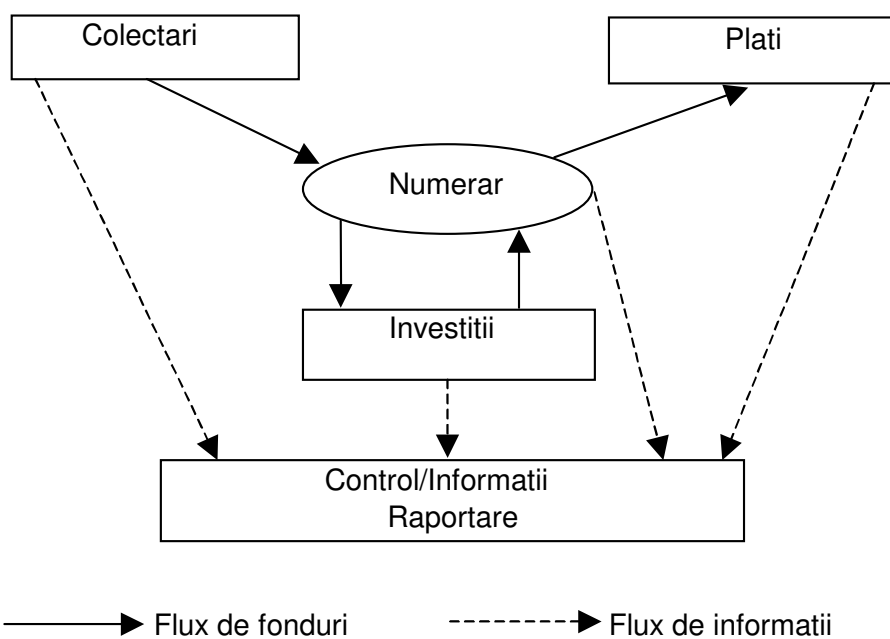 Colectari
Plati
Numerar
Investitii
Control/Informatii
Raportare
Flux de fonduri
Flux de informatii